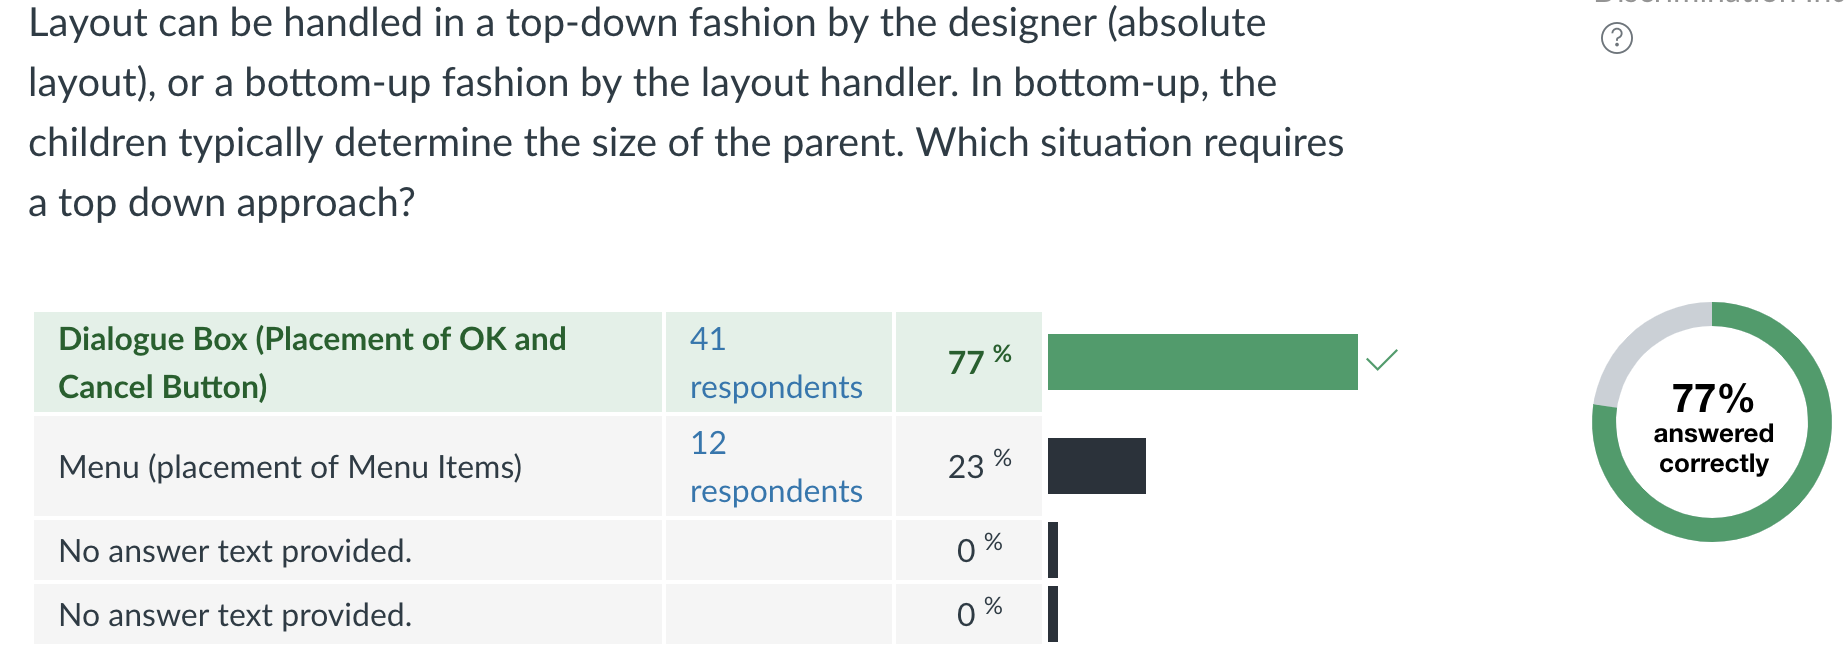 Layout can be handled in a top-down fashion by the designer (absolute
layout), or a bottom-up fashion by the layout handler. In bottom-up, the
children typically determine the size of the parent. Which situation requires
a top down approach?
?
Dialogue Box (Placement of OK and
Cancel Button)
41
respondents
77 %
Menu (placement of Menu Items)
12
respondents
23 %
No answer text provided.
0 %
No answer text provided.
0 %
77%
answered
correctly